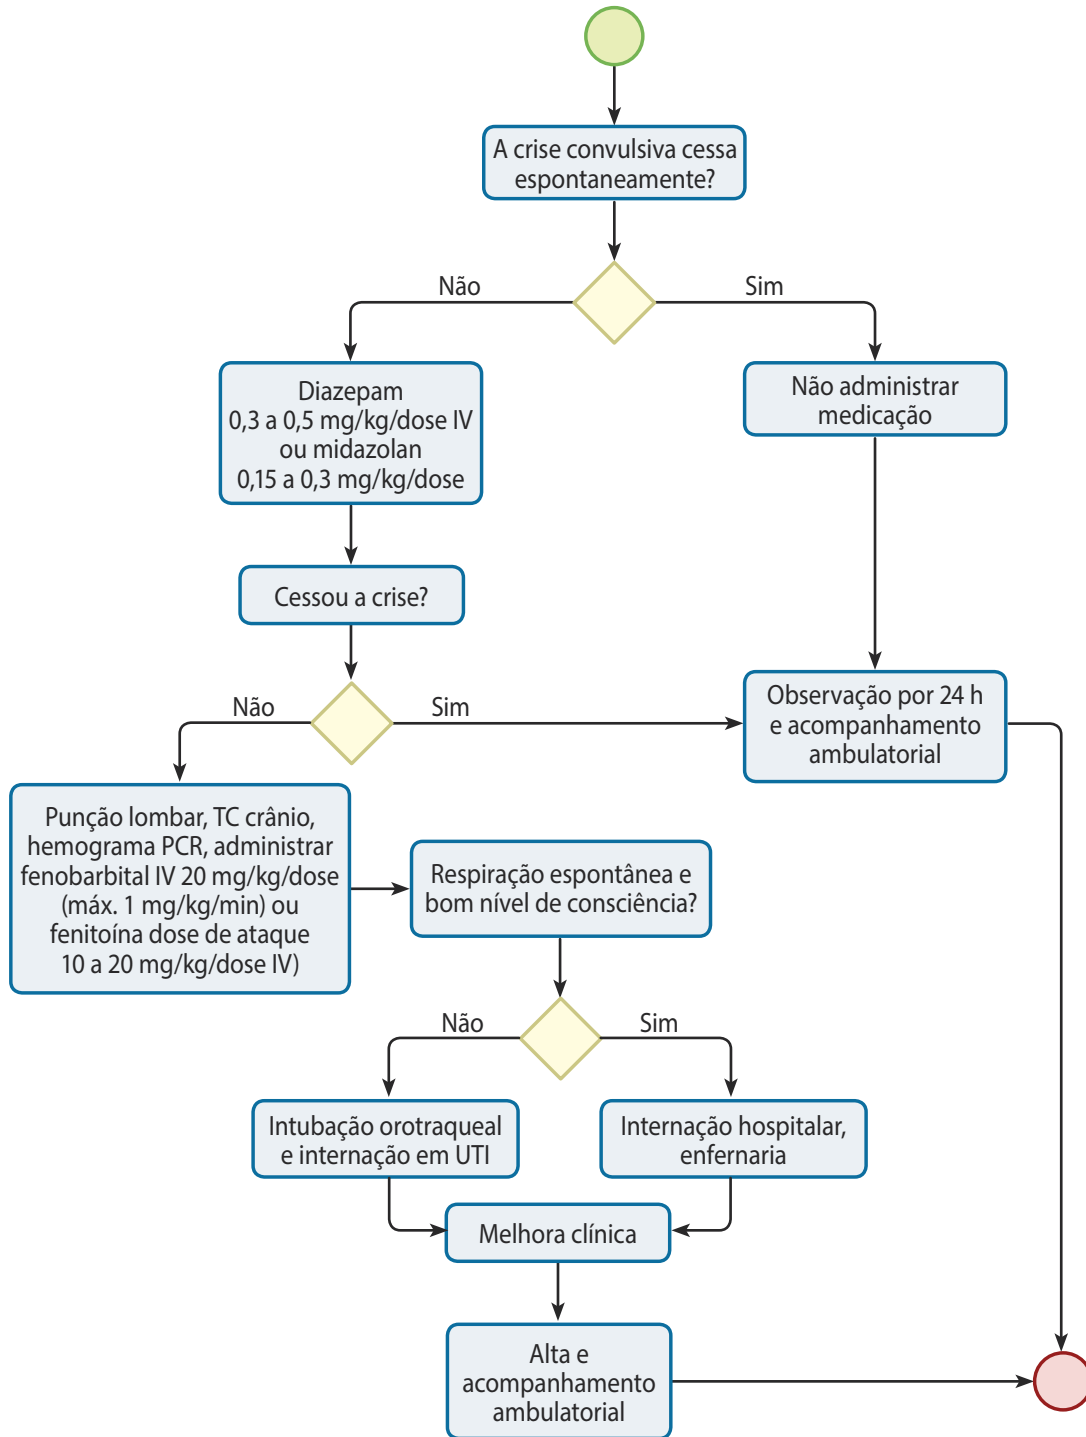 A crise convulsiva cessa
espontaneamente?
Não
Sim
Diazepam
0,3 a 0,5 mg/kg/dose IV
ou midazolan
0,15 a 0,3 mg/kg/dose
Não administrar
medicação
Cessou a crise?
Não
Sim
Observação por 24 h
e acompanhamento
ambulatorial
Punção lombar, TC crânio,
hemograma PCR, administrar
fenobarbital IV 20 mg/kg/dose
(máx. 1 mg/kg/min) ou
fenitoína dose de ataque
10 a 20 mg/kg/dose IV)
Respiração espontânea e
bom nível de consciência?
Não
Sim
Intubação orotraqueal
e internação em UTI
Internação hospitalar,
enfernaria
Melhora clínica
Alta e
acompanhamento
ambulatorial